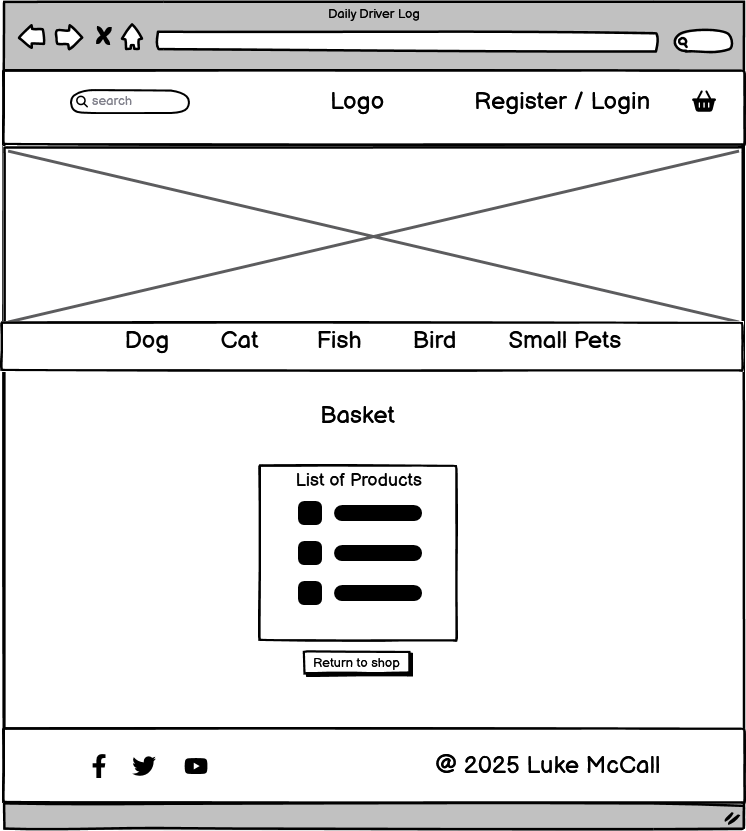 Daily Driver Log
search
Logo
Register / Login
Dog Cat Fish Bird Small Pets
Basket
List of Products
Return to shop
@ 2025 Luke McCall